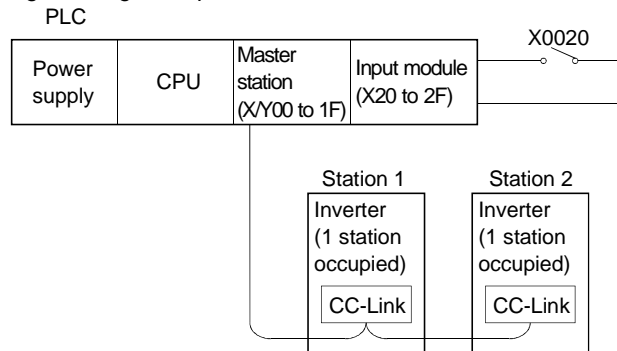 PLC
X0020
Power
supply
CPU
Master
station
(X/Y00 to 1F)
Input module
(X20 to 2F)
Station 1
Inverter
(1 station
occupied)
CC-Link
Station 2
Inverter
(1 station
occupied)
CC-Link